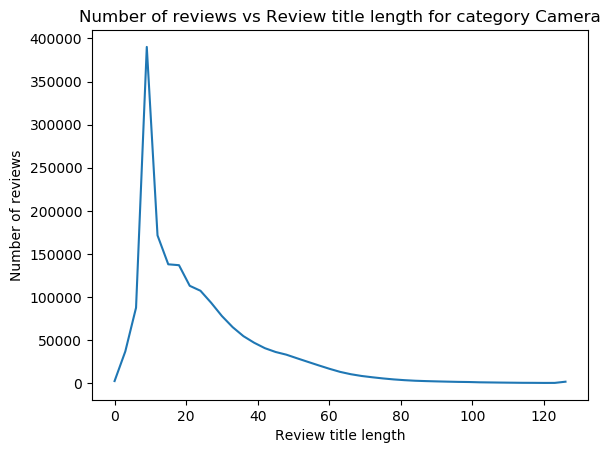 Number of reviews vs Review title length for category Camera
400000
350000
300000
250000
200000
150000
100000
50000
0
Number of reviews
0 20 40 60 80 100 120
Review title length